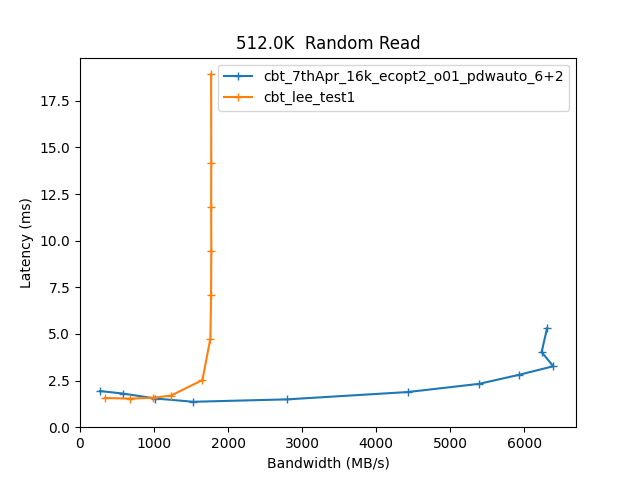 512.0K  Random Read
cbt_7thApr_16k_ecopt2_o01_pdwauto_6+2
cbt_lee_test1
Latency (ms)
17.5
15.0
12.5
10.0
7.5
5.0
2.5
0.0
0 1000 2000 3000 4000 5000 6000
Bandwidth (MB/s)